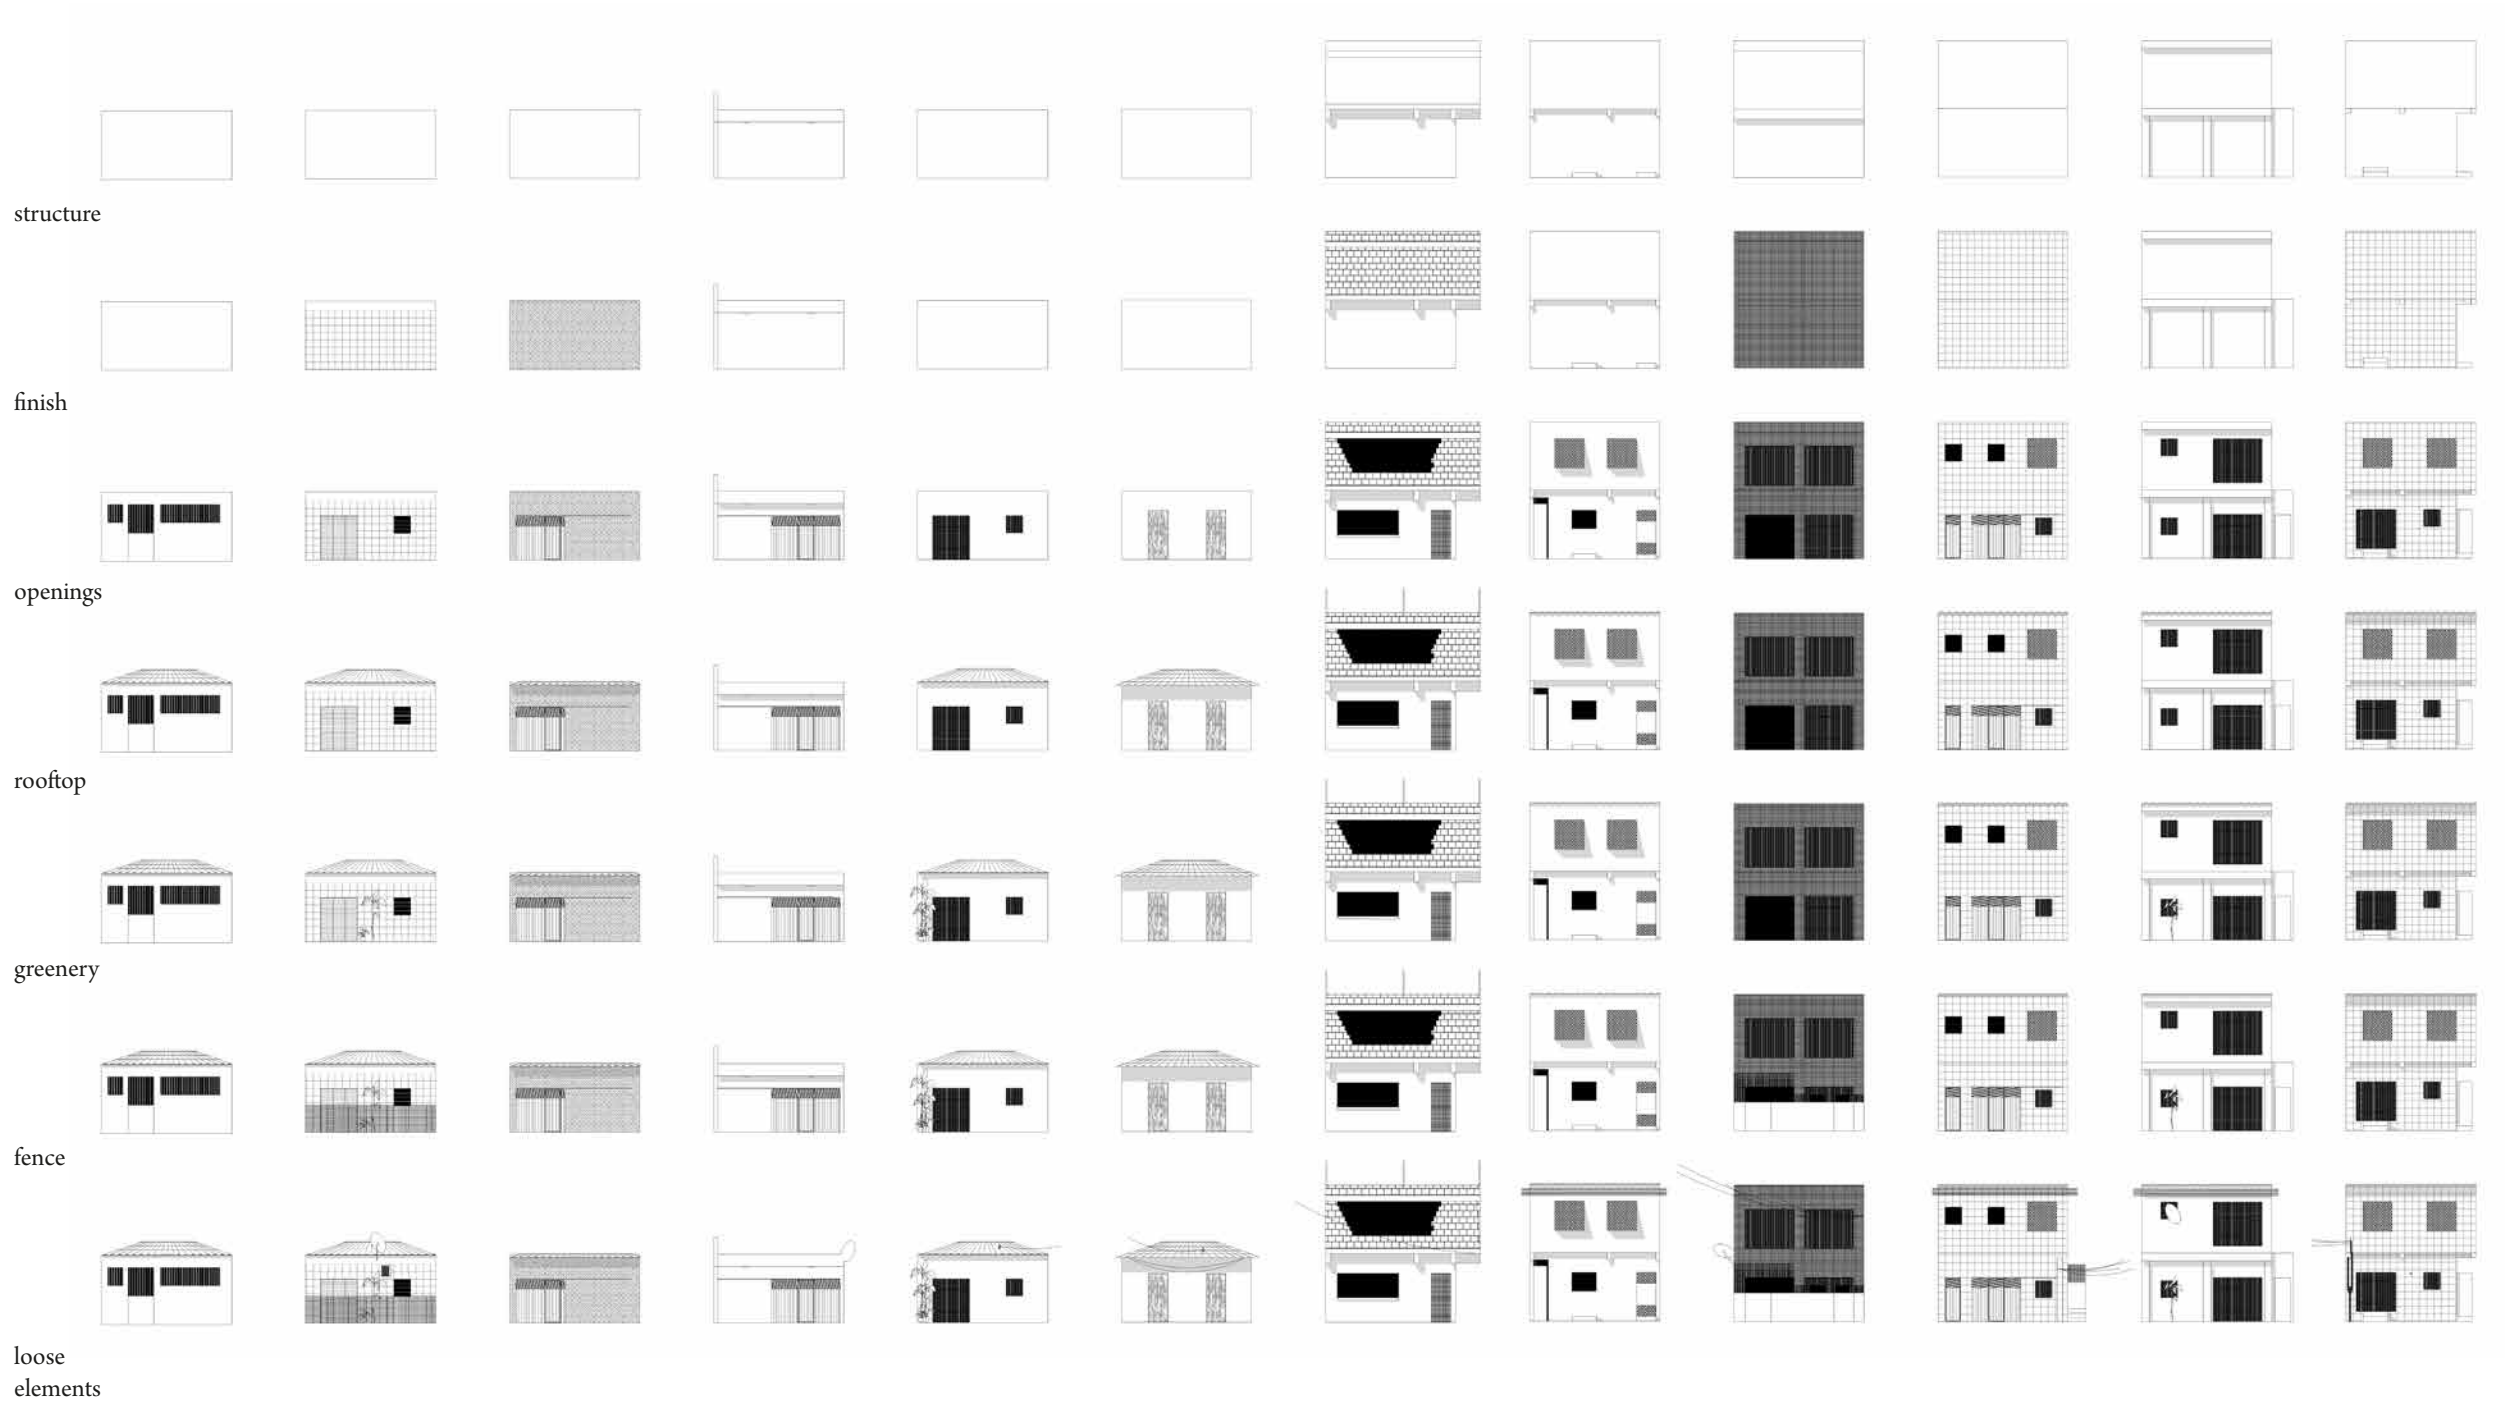 structure
finish
openings
rooftop
greenery
fence
loose
elements